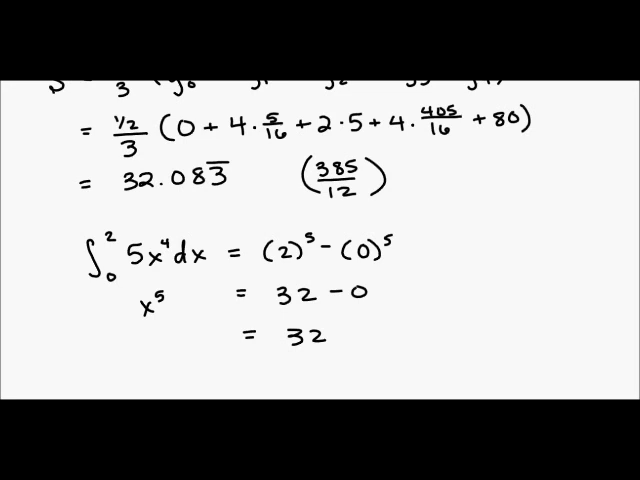 3
= 1/2/3 (0 + 4 · 5/16 + 2 · 5 + 4 · 405/16 + 80)
= 32.083̅ (385/12)
∫₀² 5x⁴dx = (2)⁵ - (0)⁵
x⁵ = 32 - 0
= 32